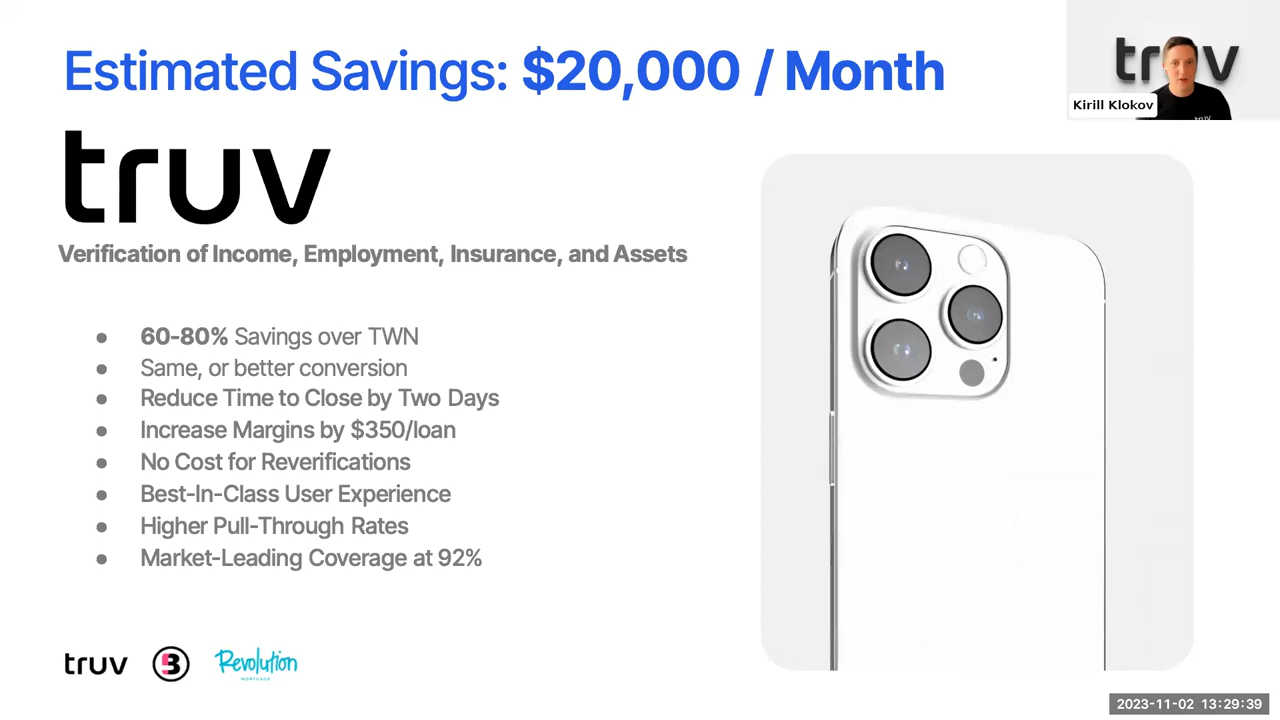 Estimated Savings: $20,000 / Month
truv
Kirill Klokov
truv
Verification of Income, Employment, Insurance, and Assets
● 60-80% Savings over TWN
● Same, or better conversion
● Reduce Time to Close by Two Days
● Increase Margins by $350/loan
● No Cost for Reverifications
● Best-In-Class User Experience
● Higher Pull-Through Rates
● Market-Leading Coverage at 92%
truv B Revolution
MORTGAGE
2023-11-02 13:29:39